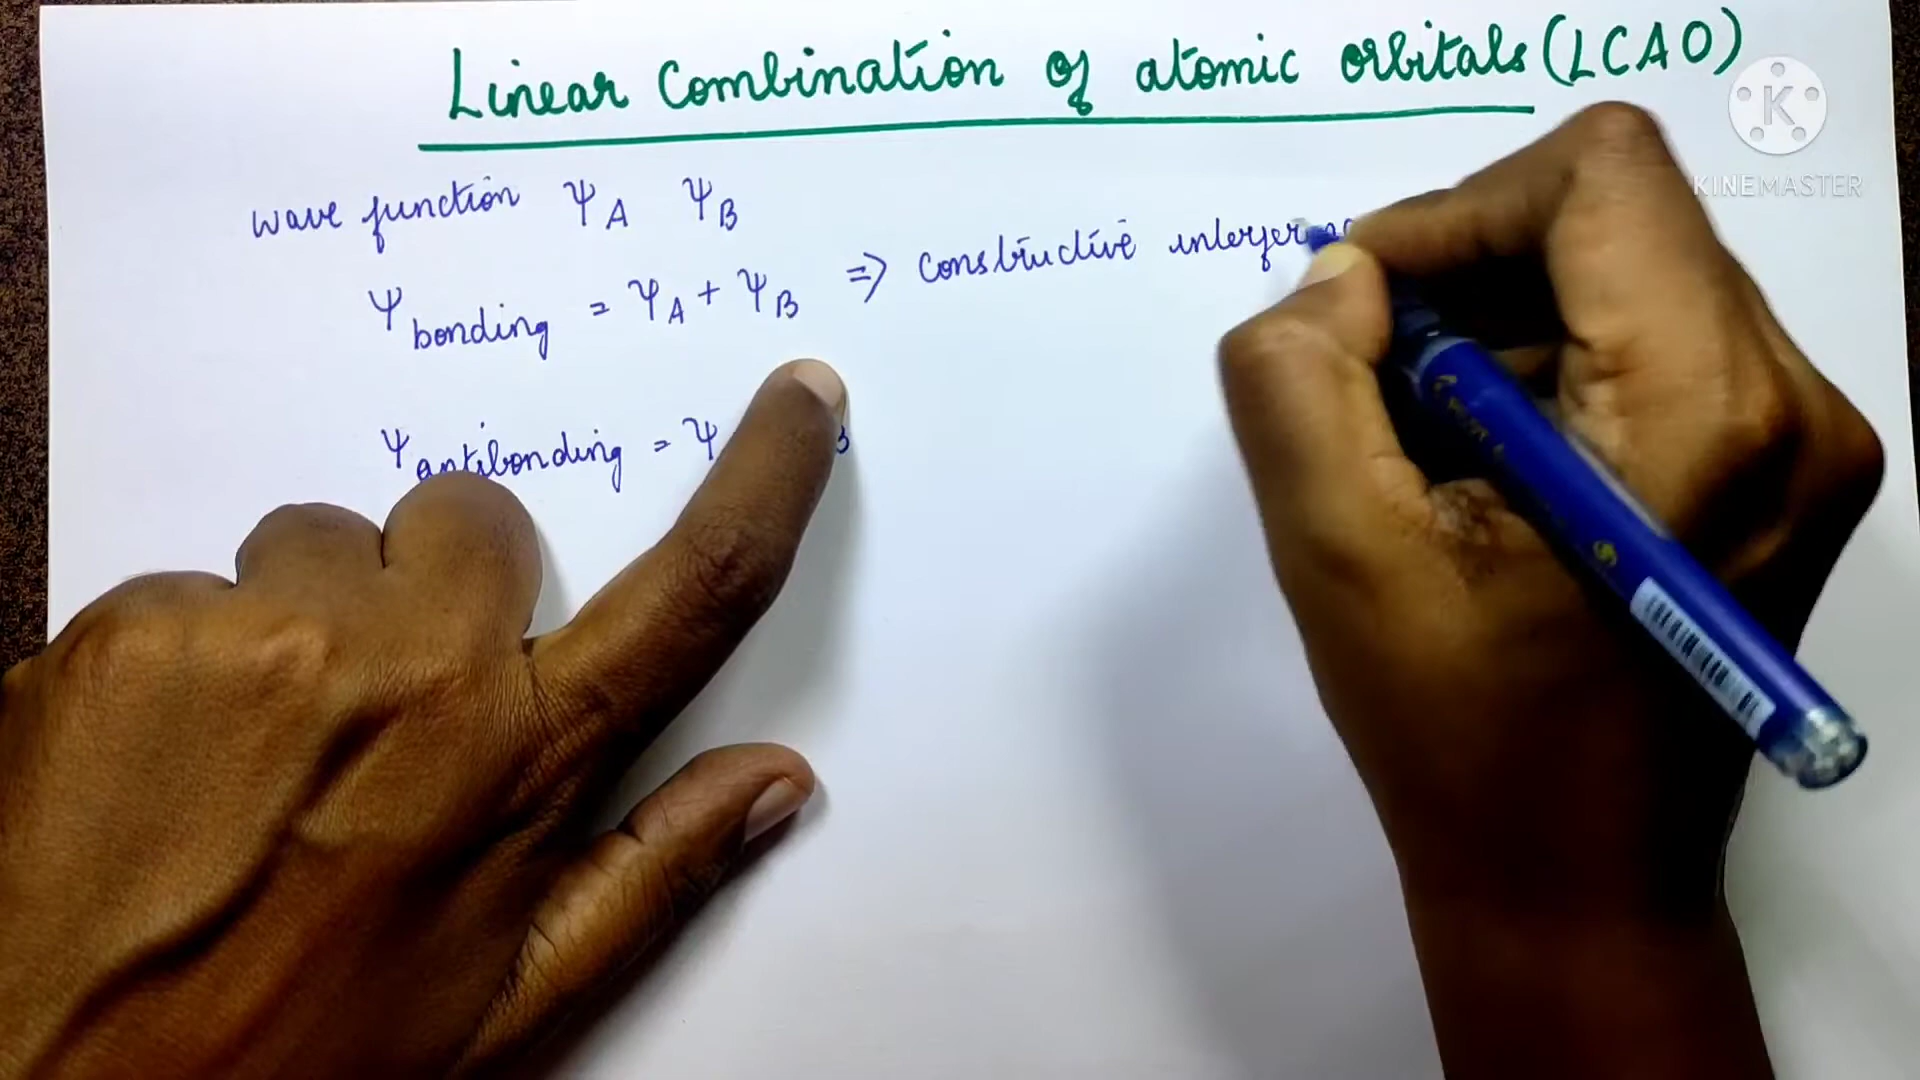 Linear Combination of atomic orbitals (LCAO)
K
KINEMASTER
wave function ΨA ΨB
Ψbonding = ΨA + ΨB ⇒ constructive
Ψantibonding = Ψ B